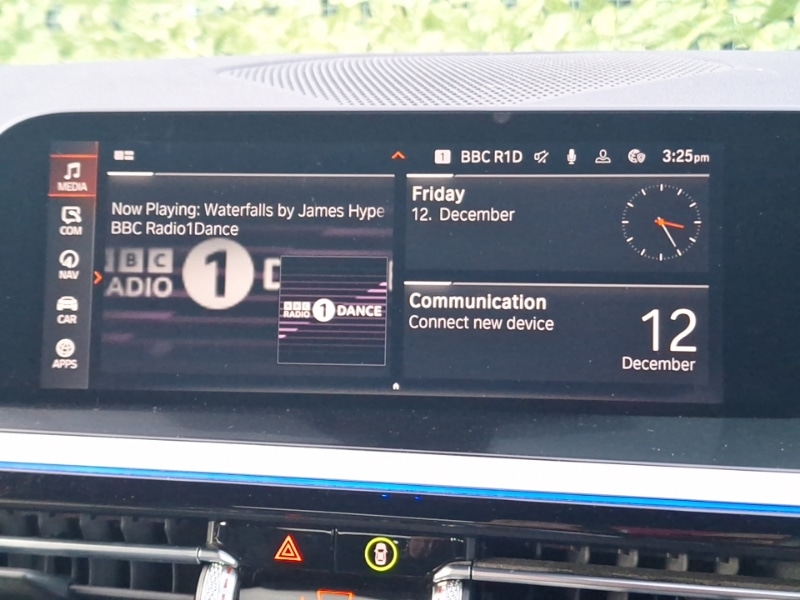 1 BBC R1D 3:25pm
MEDIA
COM
NAV
CAR
APPS
Now Playing: Waterfalls by James Hype
BBC Radio1Dance
BBC
RADIO 1 D
BBC
RADIO 1 DANCE
Friday
12. December
Communication
Connect new device
12
December